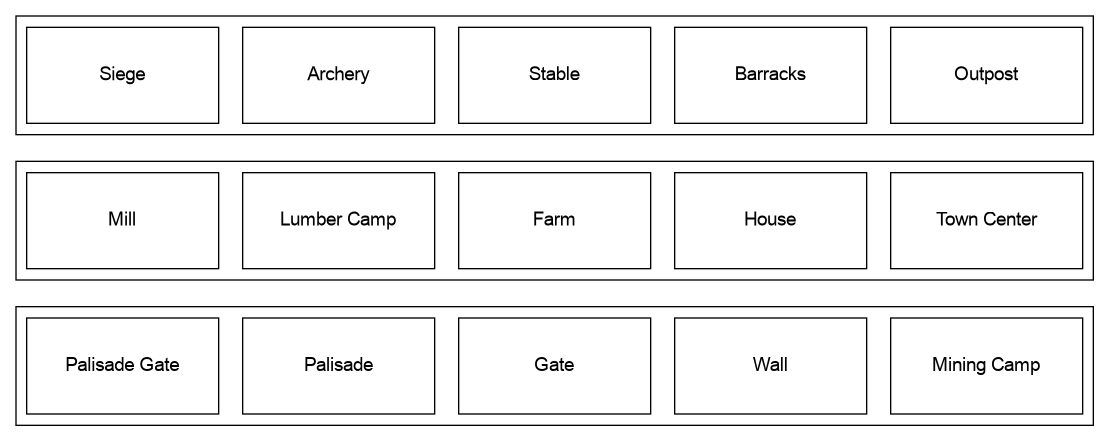 Siege
Archery
Stable
Barracks
Outpost
Mill
Lumber Camp
Farm
House
Town Center
Palisade Gate
Palisade
Gate
Wall
Mining Camp